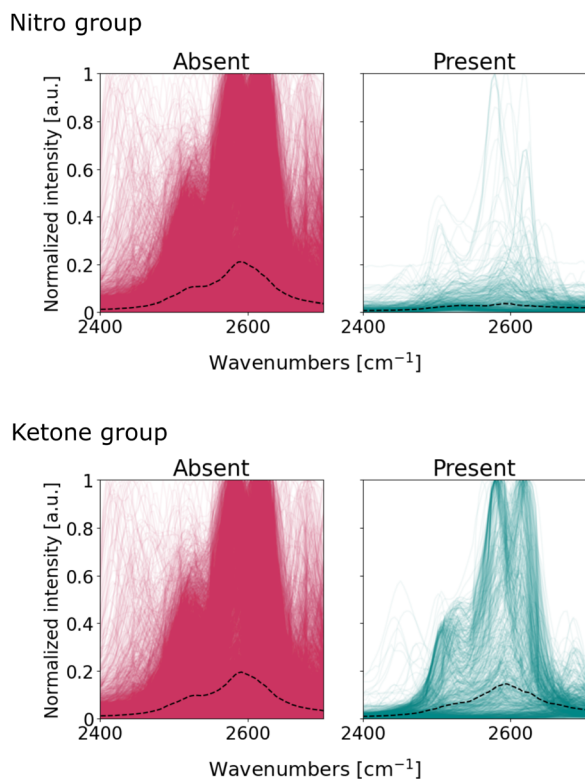 Nitro group
Absent
Present
Normalized intensity [a.u.]
1
0.8
0.6
0.4
0.2
0
2400
2600
2400
2600
Wavenumbers [cm⁻¹]
Ketone group
Absent
Present
Normalized intensity [a.u.]
1
0.8
0.6
0.4
0.2
0
2400
2600
2400
2600
Wavenumbers [cm⁻¹]